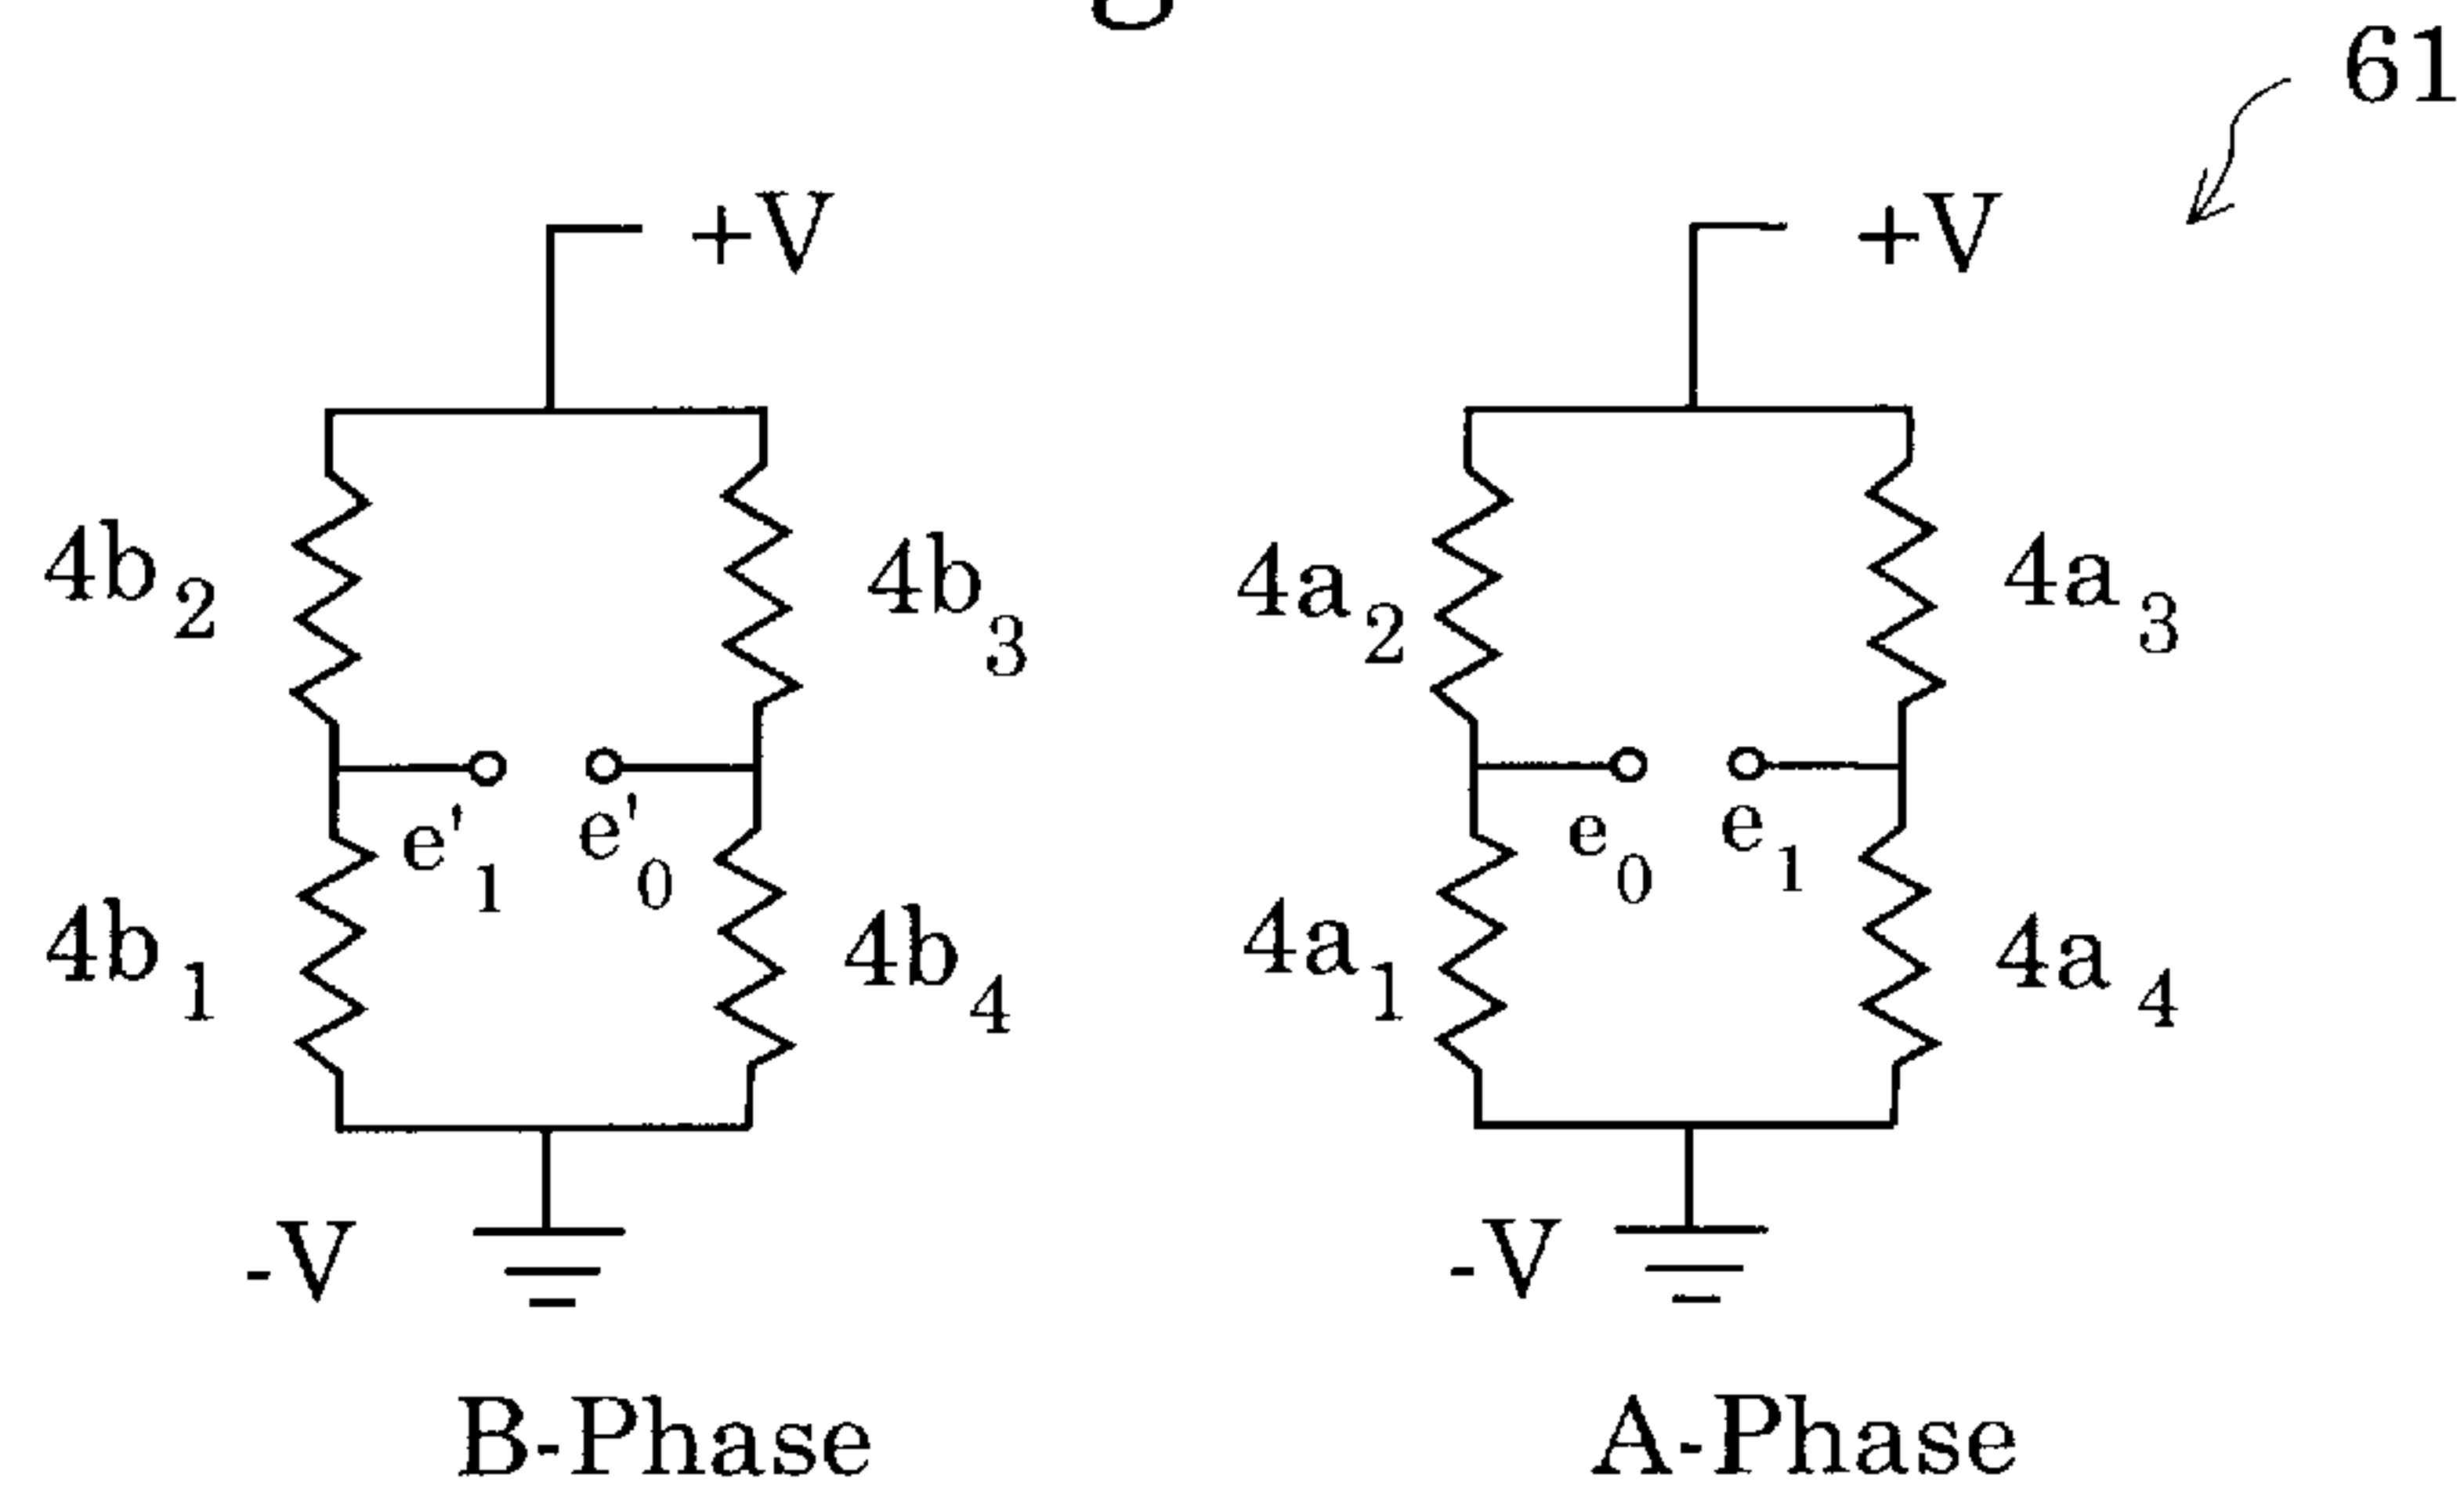 61
+V
+V
4b2
4b3
4a2
4a3
e'1
e'0
e0
e1
4b1
4b4
4a1
4a4
-V
-V
B-Phase
A-Phase